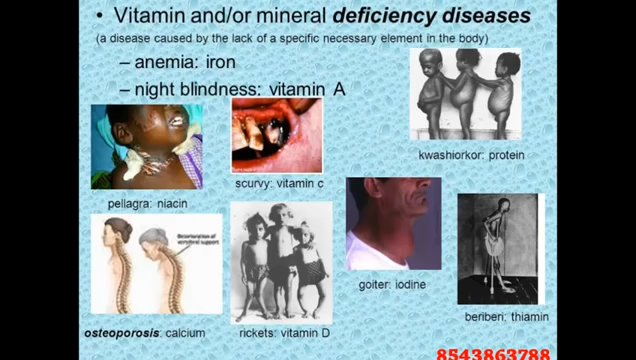 • Vitamin and/or mineral deficiency diseases
(a disease caused by the lack of a specific necessary element in the body)
– anemia: iron
– night blindness: vitamin A
kwashiorkor: protein
scurvy: vitamin c
pellagra: niacin
goiter: iodine
beriberi: thiamin
osteoporosis: calcium
rickets: vitamin D
8543863788